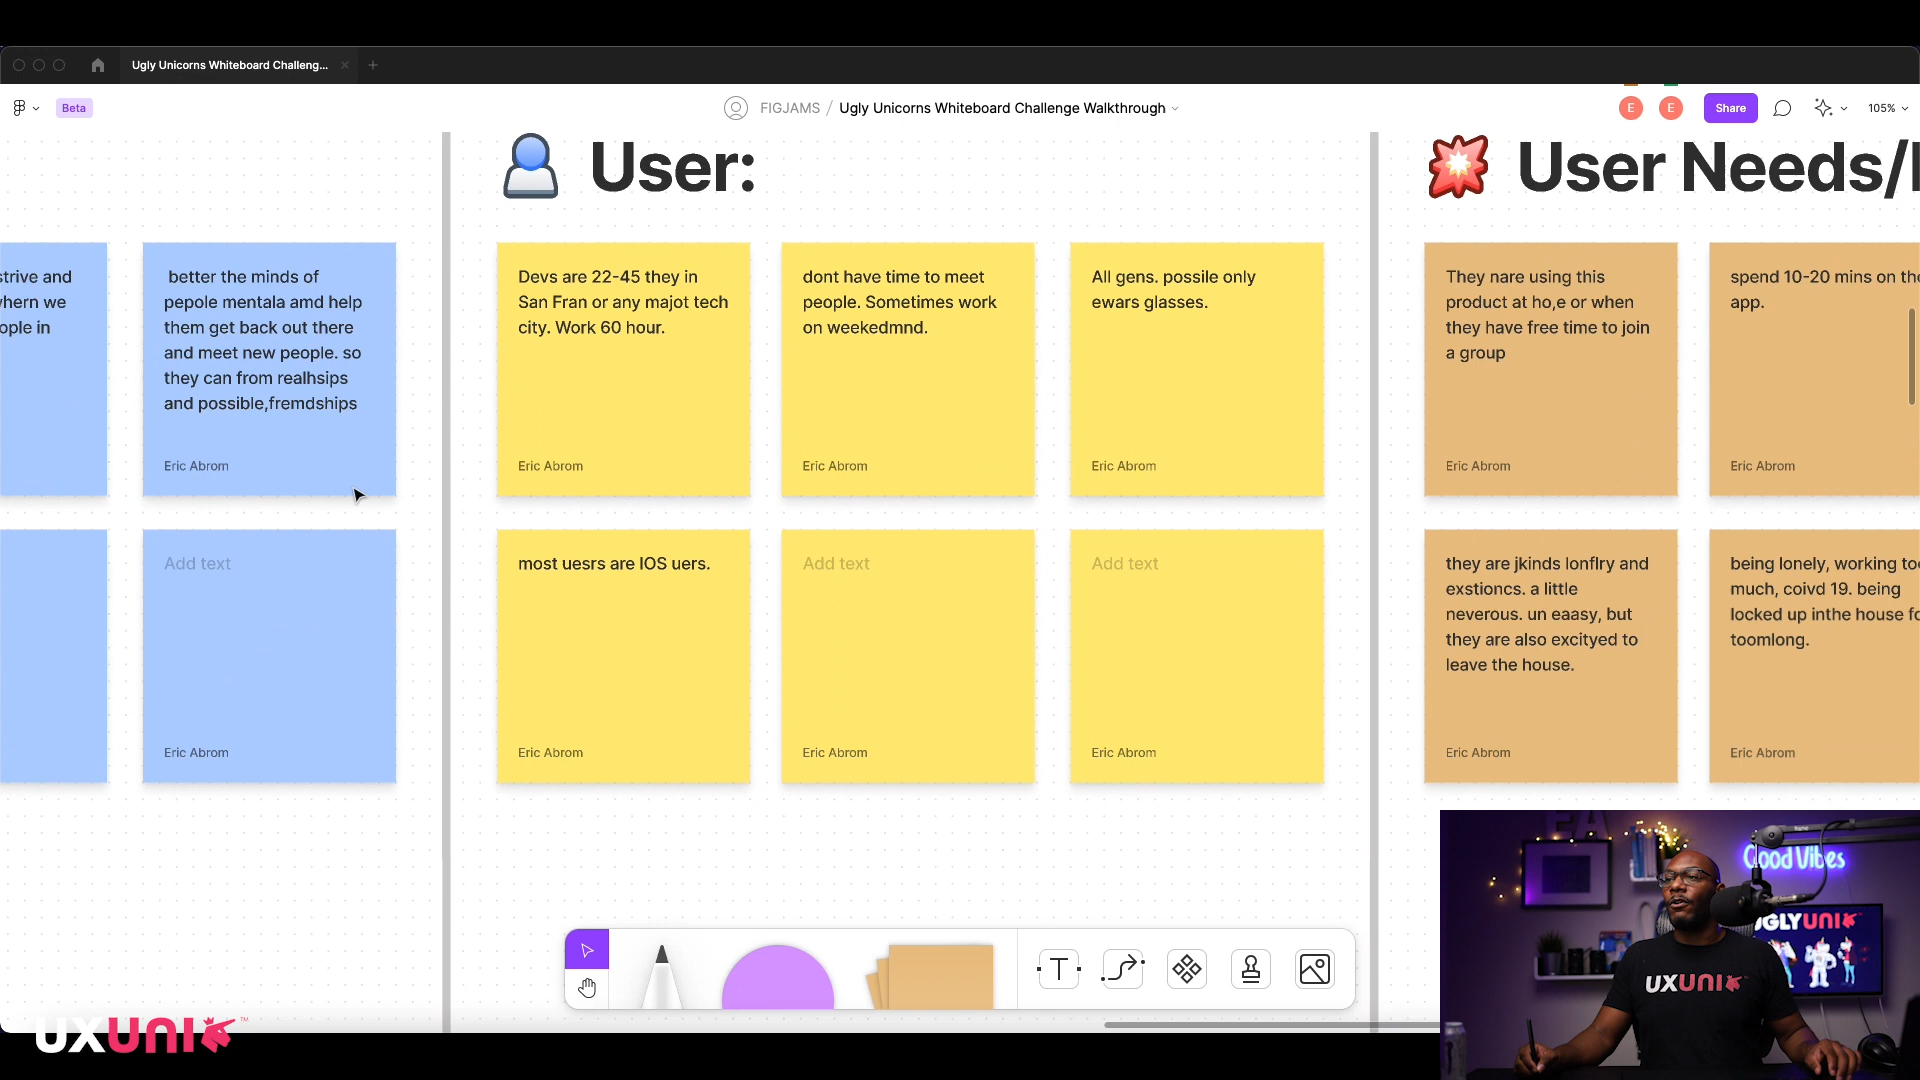 Ugly Unicorns Whiteboard Challeng...
Beta
FIGJAMS / Ugly Unicorns Whiteboard Challenge Walkthrough
E
E
Share
105%
User:
User Needs/
strive and
whern we
ople in
better the minds of
pepole mentala amd help
them get back out there
and meet new people. so
they can from realhsips
and possible,fremdships
Eric Abrom
Devs are 22-45 they in
San Fran or any majot tech
city. Work 60 hour.
Eric Abrom
dont have time to meet
people. Sometimes work
on weekedmnd.
Eric Abrom
All gens. possile only
ewars glasses.
Eric Abrom
They nare using this
product at ho,e or when
they have free time to join
a group
Eric Abrom
spend 10-20 mins on the
app.
Eric Abrom
Add text
Eric Abrom
most uesrs are IOS uers.
Eric Abrom
Add text
Eric Abrom
Add text
Eric Abrom
they are jkinds lonflry and
exstioncs. a little
neverous. un eaasy, but
they are also excityed to
leave the house.
Eric Abrom
being lonely, working too
much, coivd 19. being
locked up inthe house fo
toomlong.
Eric Abrom
T
Good Vibes
UGLYUNI
UXUNI
UXUNI™